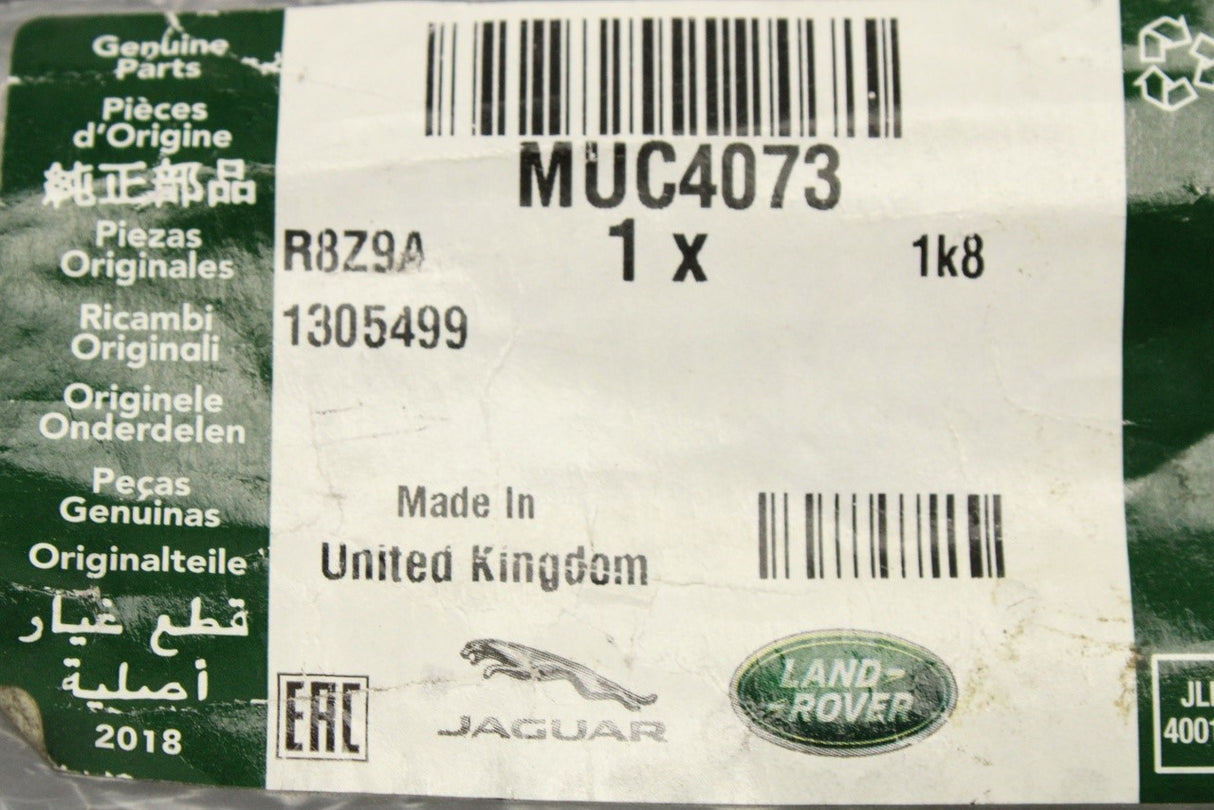 Genuine
Parts
Pièces
d'Origine
純正部品
Piezas
Originales
Ricambi
Originali
Originele
Onderdelen
Peças
Genuinas
Originalteile
قطع غيار
أصلية
2018
MUC4073
R8Z9A 1 x 1k8
1305499
Made In
United Kingdom
EAC
JAGUAR
LAND-
-ROVER